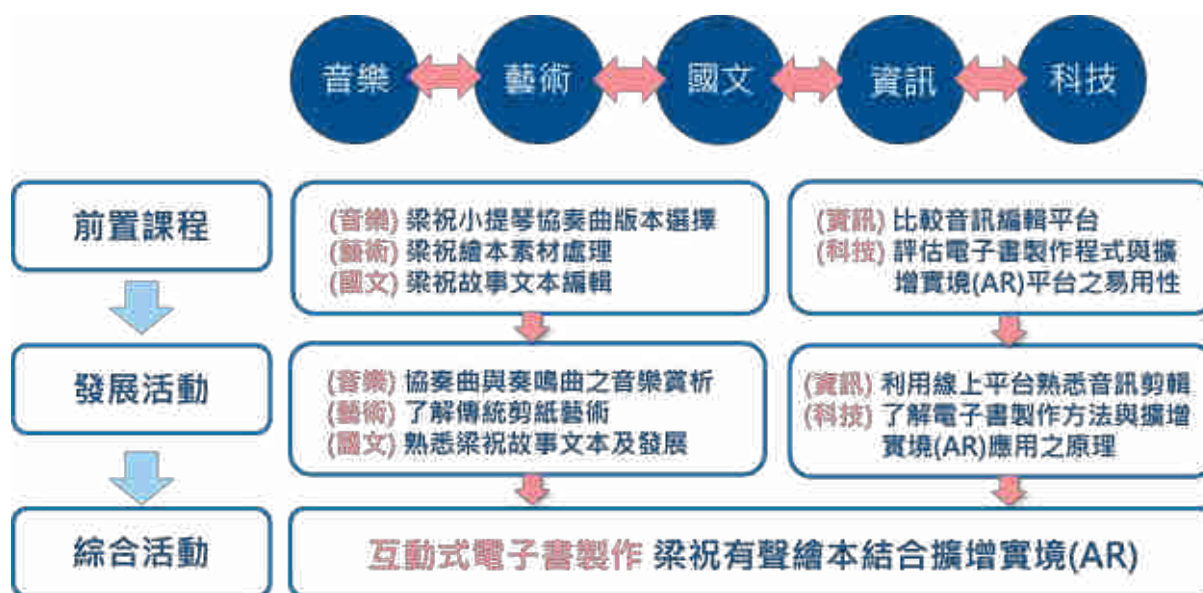 音樂
藝術
國文
資訊
科技
前置課程
(音樂) 梁祝小提琴協奏曲版本選擇
(藝術) 梁祝繪本素材處理
(國文) 梁祝故事文本編輯
(資訊) 比較音訊編輯平台
(科技) 評估電子書製作程式與擴
增實境(AR)平台之易用性
發展活動
(音樂) 協奏曲與奏鳴曲之音樂賞析
(藝術) 了解傳統剪紙藝術
(國文) 熟悉梁祝故事文本及發展
(資訊) 利用線上平台熟悉音訊剪輯
(科技) 了解電子書製作方法與擴增
實境(AR)應用之原理
綜合活動
互動式電子書製作 梁祝有聲繪本結合擴增實境(AR)